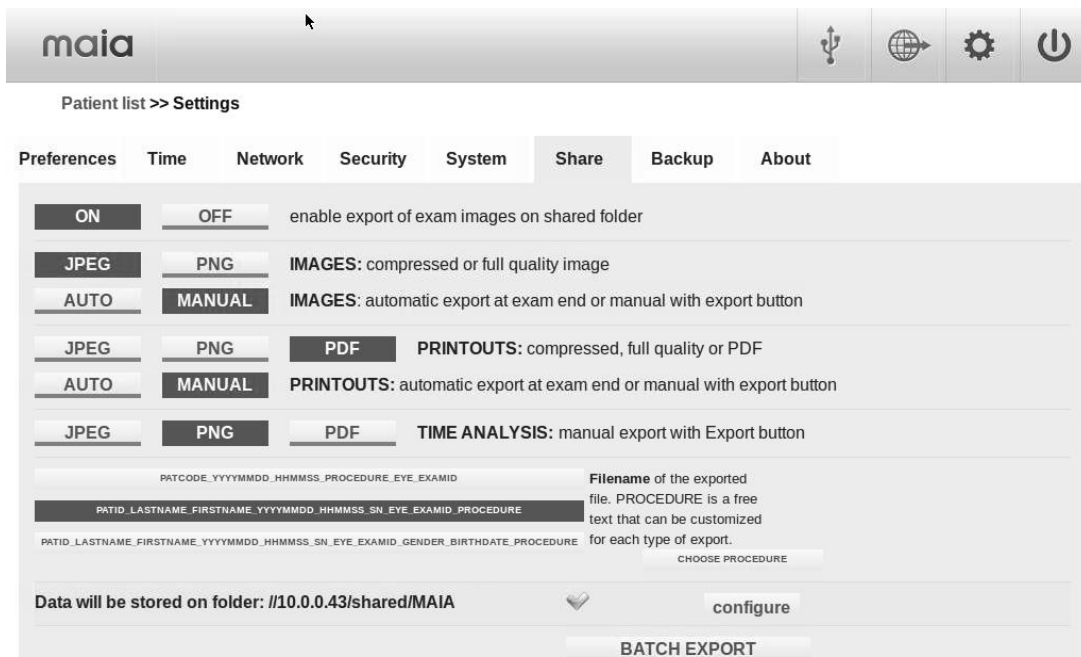 maia
Patient list >> Settings
Preferences Time Network Security System Share Backup About
ON OFF enable export of exam images on shared folder
JPEG PNG IMAGES: compressed or full quality image
AUTO MANUAL IMAGES: automatic export at exam end or manual with export button
JPEG PNG PDF PRINTOUTS: compressed, full quality or PDF
AUTO MANUAL PRINTOUTS: automatic export at exam end or manual with export button
JPEG PNG PDF TIME ANALYSIS: manual export with Export button
PATCODE_YYYYMMDD_HHMMSS_PROCEDURE_EYE_EXAMID
PATID_LASTNAME_FIRSTNAME_YYYYMMDD_HHMMSS_SN_EYE_EXAMID_PROCEDURE
PATID_LASTNAME_FIRSTNAME_YYYYMMDD_HHMMSS_SN_EYE_EXAMID_GENDER_BIRTHDATE_PROCEDURE
Filename of the exported
file. PROCEDURE is a free
text that can be customized
for each type of export.
CHOOSE PROCEDURE
Data will be stored on folder: //10.0.0.43/shared/MAIA configure
BATCH EXPORT